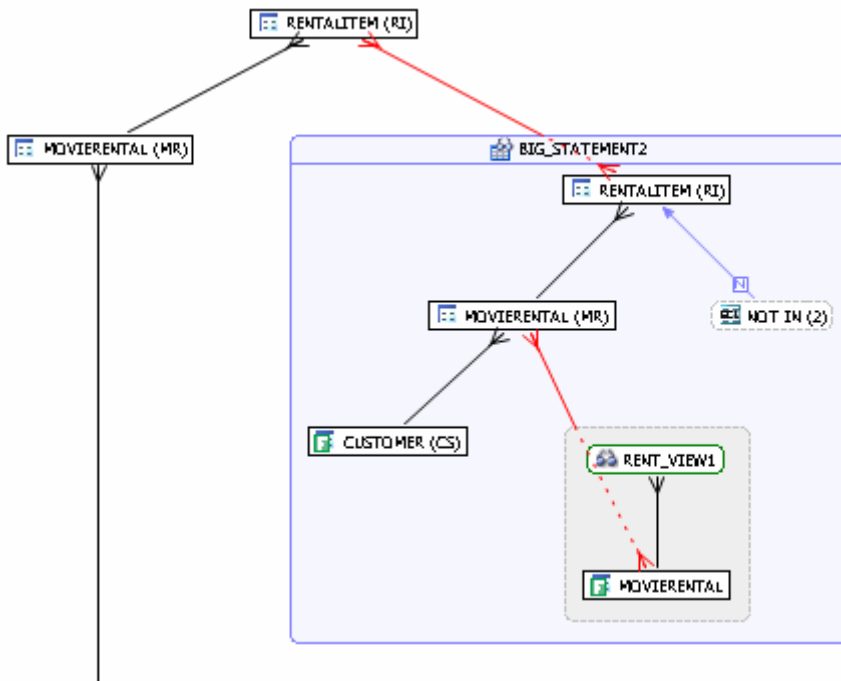 RENTALITEM (RI)
MOVIERENTAL (MR)
BIG_STATEMENT2
RENTALITEM (RI)
N
MOVIERENTAL (MR)
NOT IN (2)
CUSTOMER (CS)
RENT_VIEW1
MOVIERENTAL